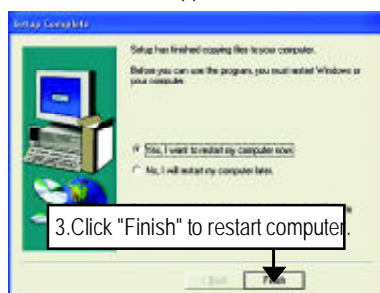 Setup Complete
Setup has finished copying files to your computer.
Before you can use the program, you must restart Windows or
your computer.
Yes, I want to restart my computer now.
No, I will restart my computer later.
3.Click "Finish" to restart computer.
Finish